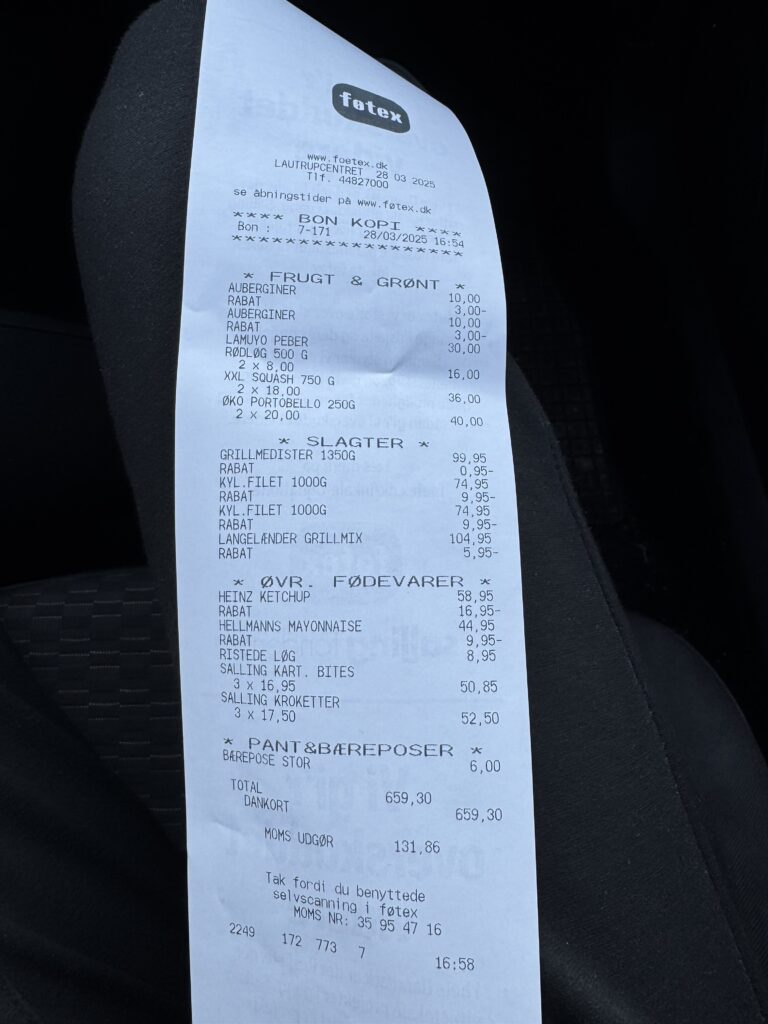 føtex
www.foetex.dk
LAUTRUPCENTRET 28 03 2025
Tlf. 44827000
se åbningstider på www.føtex.dk
**** BON KOPI ****
Bon : 7-171 28/03/2025 16:54
******************
* FRUGT & GRØNT *
AUBERGINER 10,00
RABAT 3,00-
AUBERGINER 10,00
RABAT 3,00-
LAMUYO PEBER 30,00
RØDLØG 500 G
2 x 8,00 16,00
XXL SQUASH 750 G
2 x 18,00 36,00
ØKO PORTOBELLO 250G
2 x 20,00 40,00
* SLAGTER *
GRILLMEDISTER 1350G 99,95
RABAT 0,95-
KYL.FILET 1000G 74,95
RABAT 9,95-
KYL.FILET 1000G 74,95
RABAT 9,95-
LANGELÆNDER GRILLMIX 104,95
RABAT 5,95-
* ØVR. FØDEVARER *
HEINZ KETCHUP 58,95
RABAT 16,95-
HELLMANNS MAYONNAISE 44,95
RABAT 9,95-
RISTEDE LØG 8,95
SALLING KART. BITES
3 x 16,95 50,85
SALLING KROKETTER
3 x 17,50 52,50
* PANT&BÆREPOSER *
BÆREPOSE STOR 6,00
TOTAL 659,30
DANKORT 659,30
MOMS UDGØR 131,86
Tak fordi du benyttede
selvscanning i føtex
MOMS NR: 35 95 47 16
2249 172 773 7 16:58